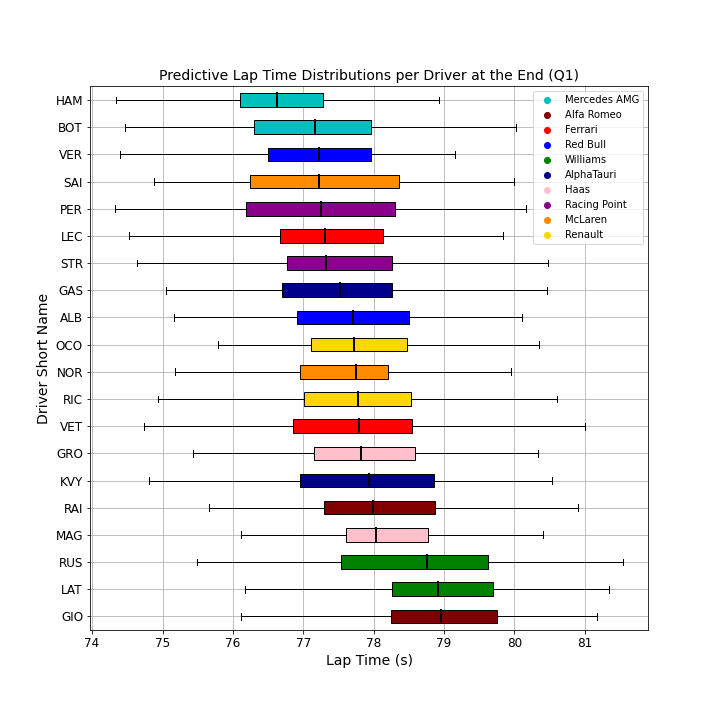 Predictive Lap Time Distributions per Driver at the End (Q1)
HAM
BOT
VER
SAI
PER
LEC
STR
GAS
ALB
OCO
NOR
RIC
VET
GRO
KVY
RAI
MAG
RUS
LAT
GIO
Driver Short Name
Mercedes AMG
Alfa Romeo
Ferrari
Red Bull
Williams
AlphaTauri
Haas
Racing Point
McLaren
Renault
74 75 76 77 78 79 80 81
Lap Time (s)